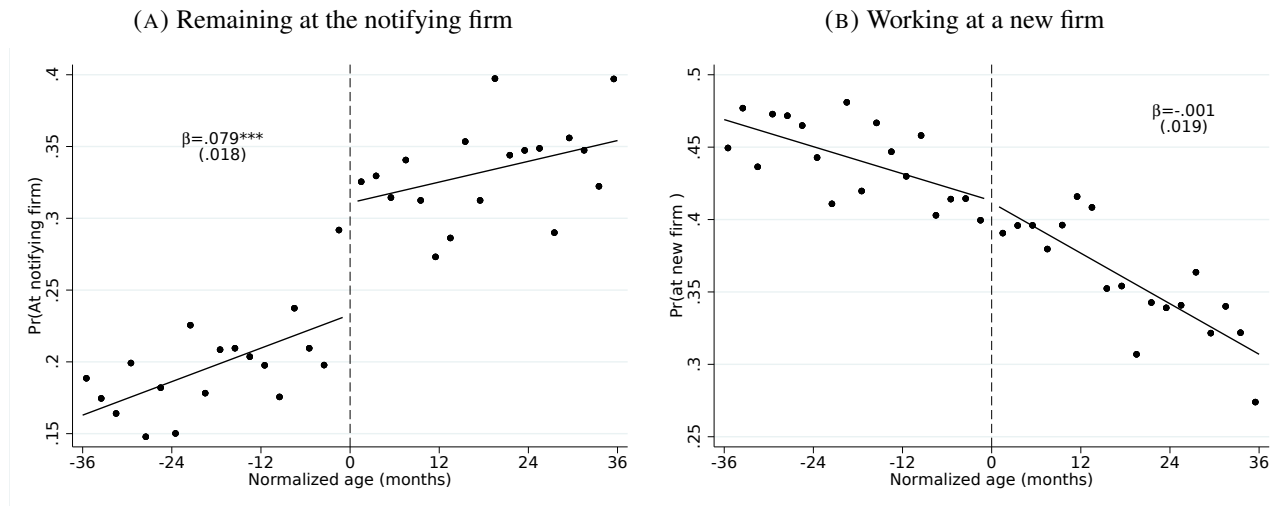 (A) Remaining at the notifying firm
Pr(At notifying firm)
.4
.35
.3
.25
.2
.15
β=.079***
(.018)
-36 -24 -12 0 12 24 36
Normalized age (months)
(B) Working at a new firm
Pr(at new firm )
.5
.45
.4
.35
.3
.25
β=-.001
(.019)
-36 -24 -12 0 12 24 36
Normalized age (months)